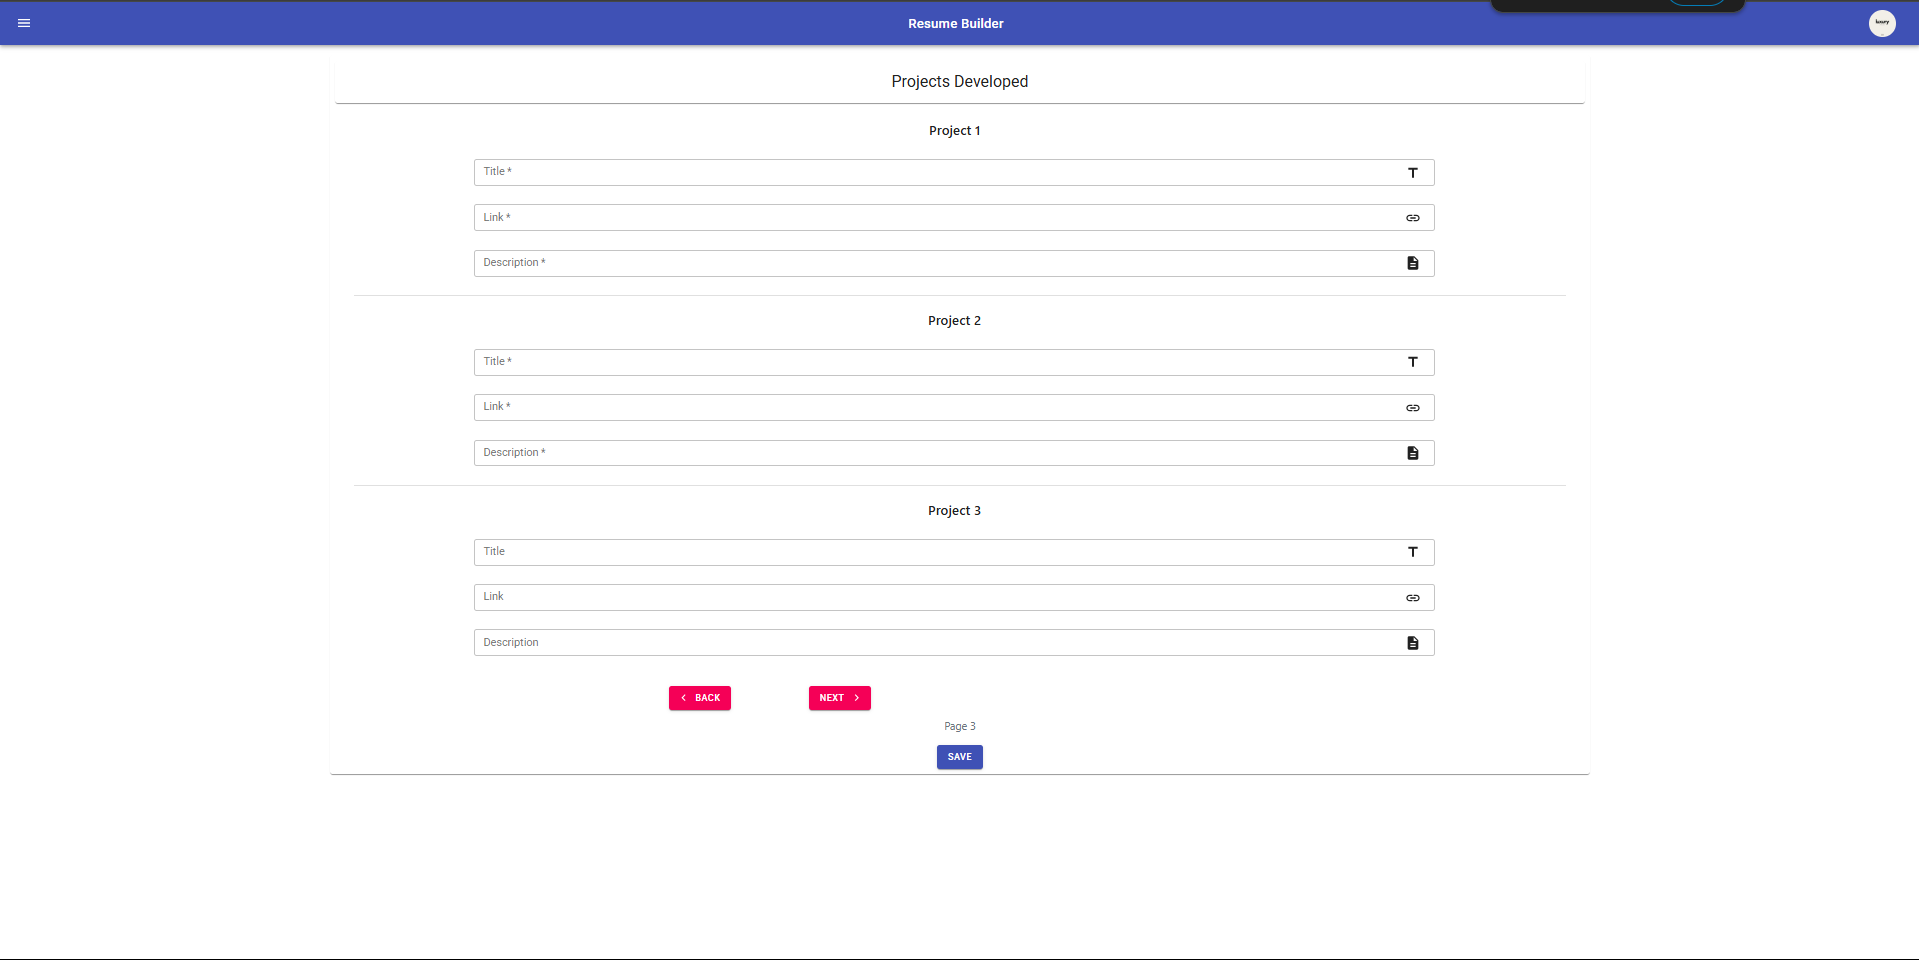 Resume Builder
Projects Developed
Project 1
Title *
Link *
Description *
Project 2
Title *
Link *
Description *
Project 3
Title
Link
Description
BACK NEXT
Page 3
SAVE